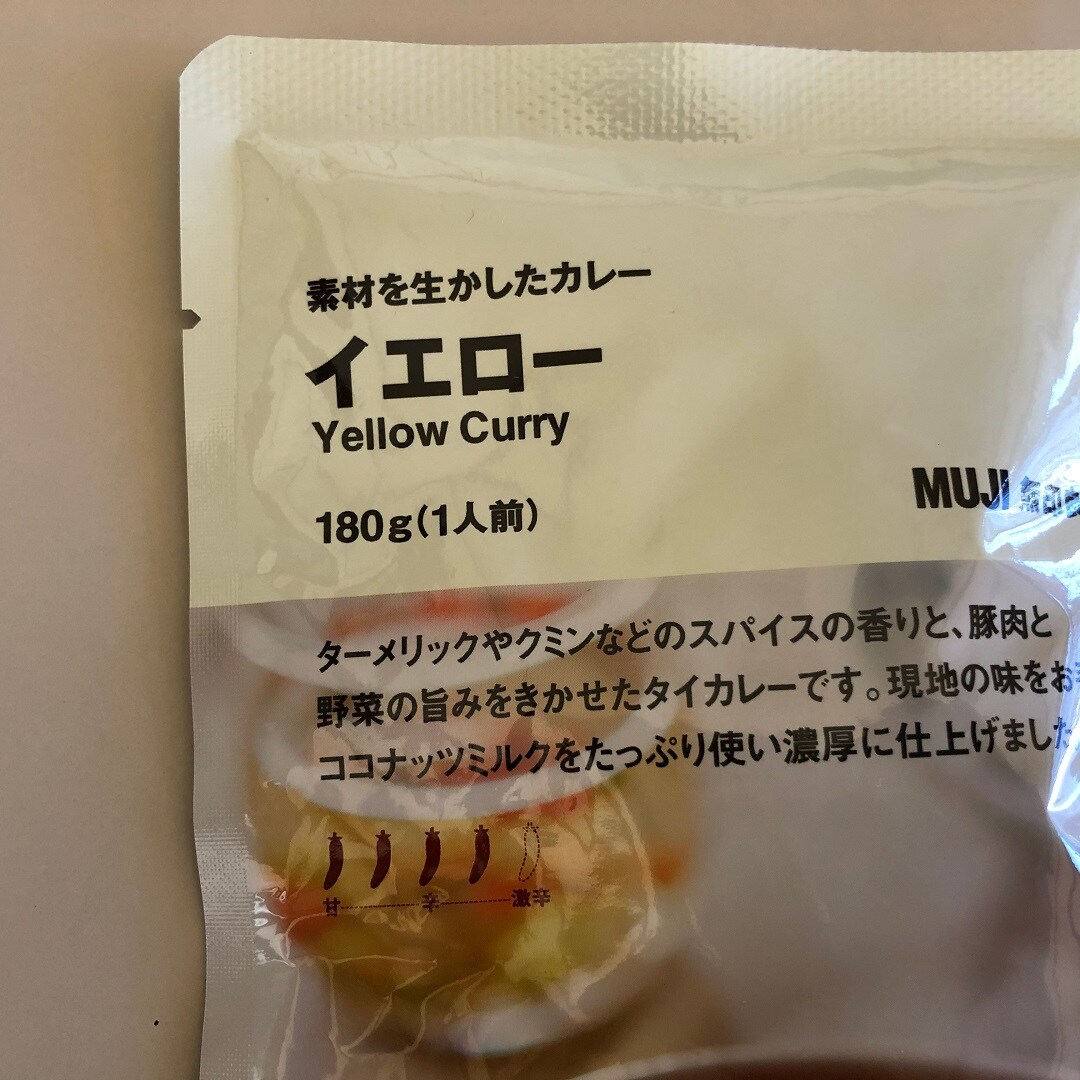 素材を生かしたカレー
イエロー
Yellow Curry
180g(1人前)
MUJI
ターメリックやクミンなどのスパイスの香りと、豚肉と
野菜の旨みをきかせたタイカレーです。現地の味をお
ココナッツミルクをたっぷり使い濃厚に仕上げました
甘 辛 激辛